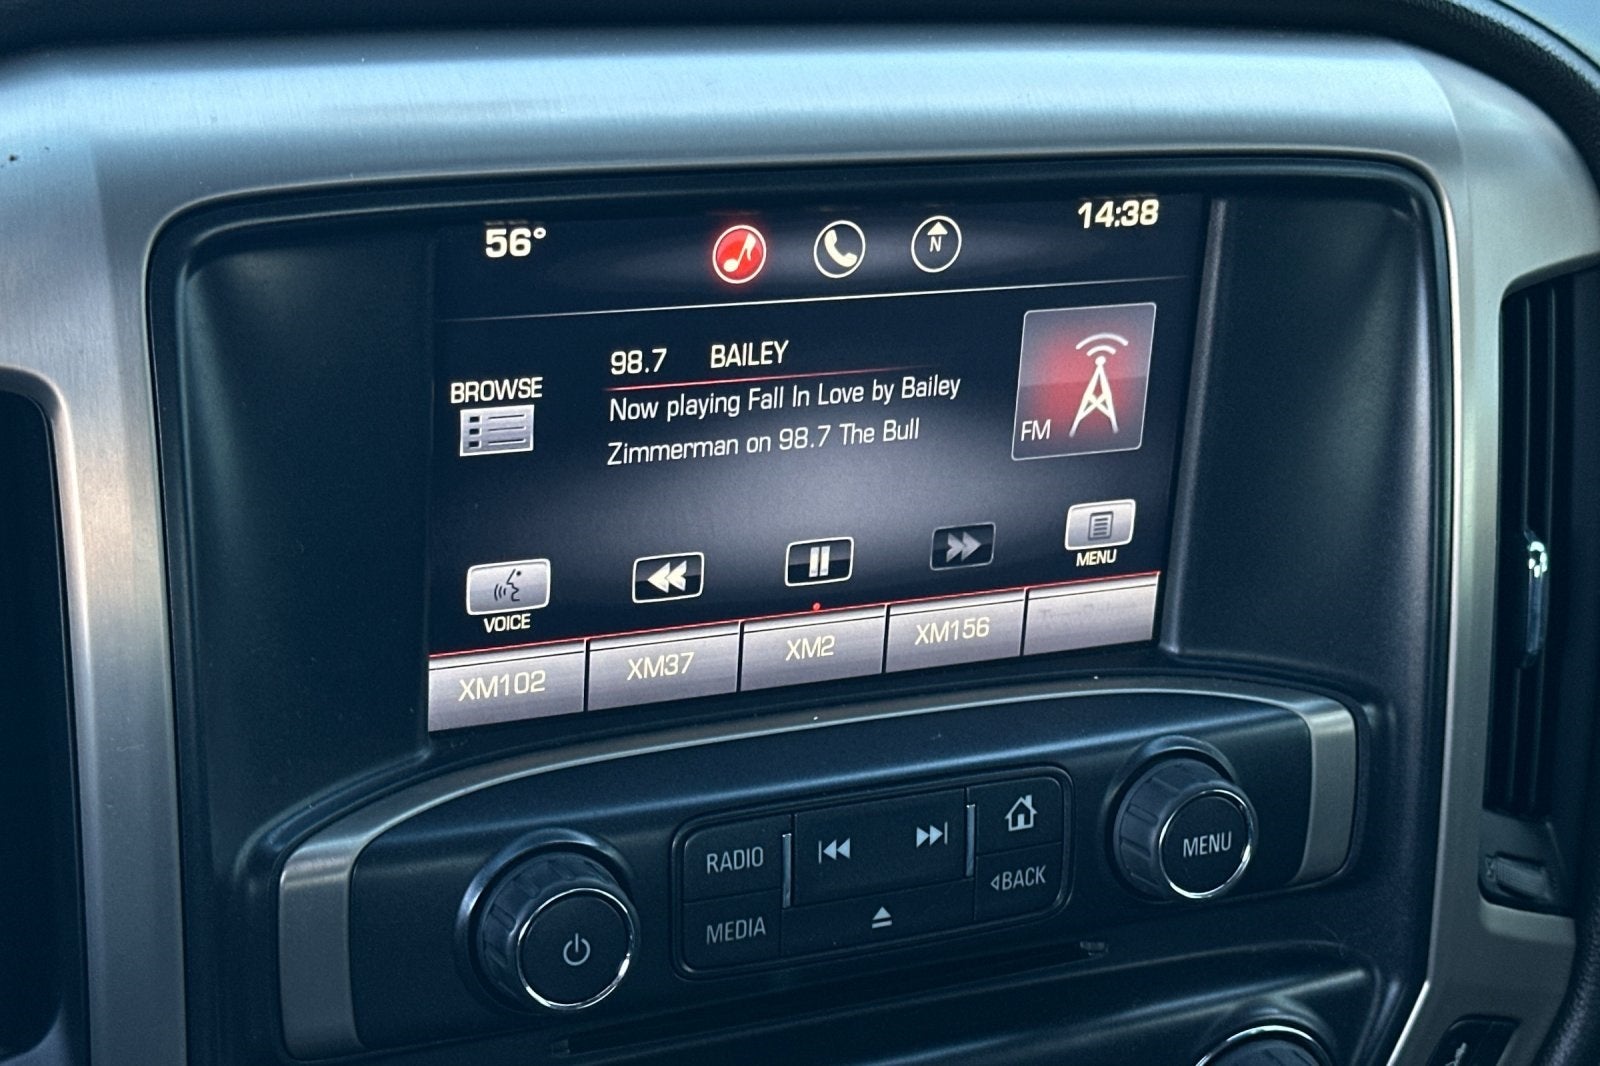 56°
N
14:38
98.7 BAILEY
BROWSE
Now playing Fall In Love by Bailey
Zimmerman on 98.7 The Bull
FM
VOICE
MENU
XM102
XM37
XM2
XM156
RADIO
MEDIA
BACK
MENU